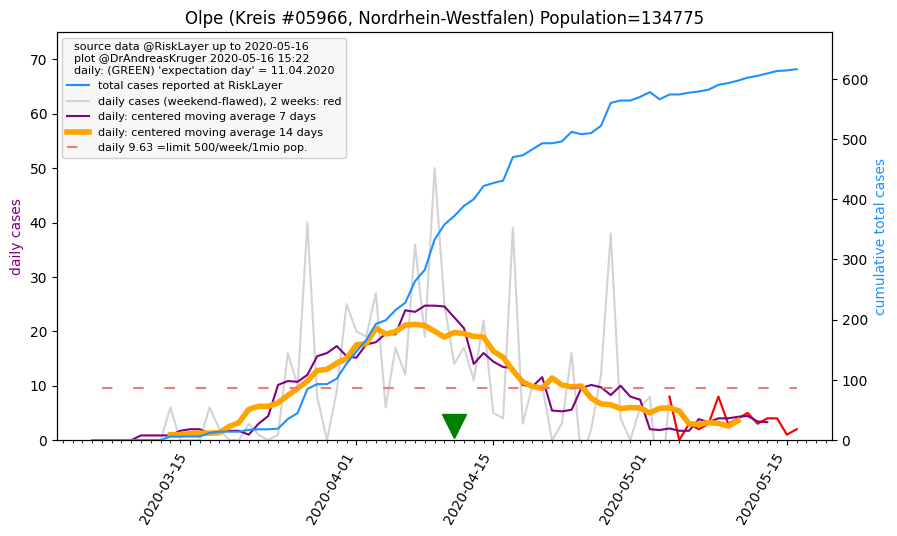 Olpe (Kreis #05966, Nordrhein-Westfalen) Population=134775
source data @RiskLayer up to 2020-05-16
plot @DrAndreasKruger 2020-05-16 15:22
daily: (GREEN) 'expectation day' = 11.04.2020
total cases reported at RiskLayer
daily cases (weekend-flawed), 2 weeks: red
daily: centered moving average 7 days
daily: centered moving average 14 days
daily 9.63 =limit 500/week/1mio pop.
daily cases
70
60
50
40
30
20
10
0
cumulative total cases
600
500
400
300
200
100
0
2020-03-15
2020-04-01
2020-04-15
2020-05-01
2020-05-15